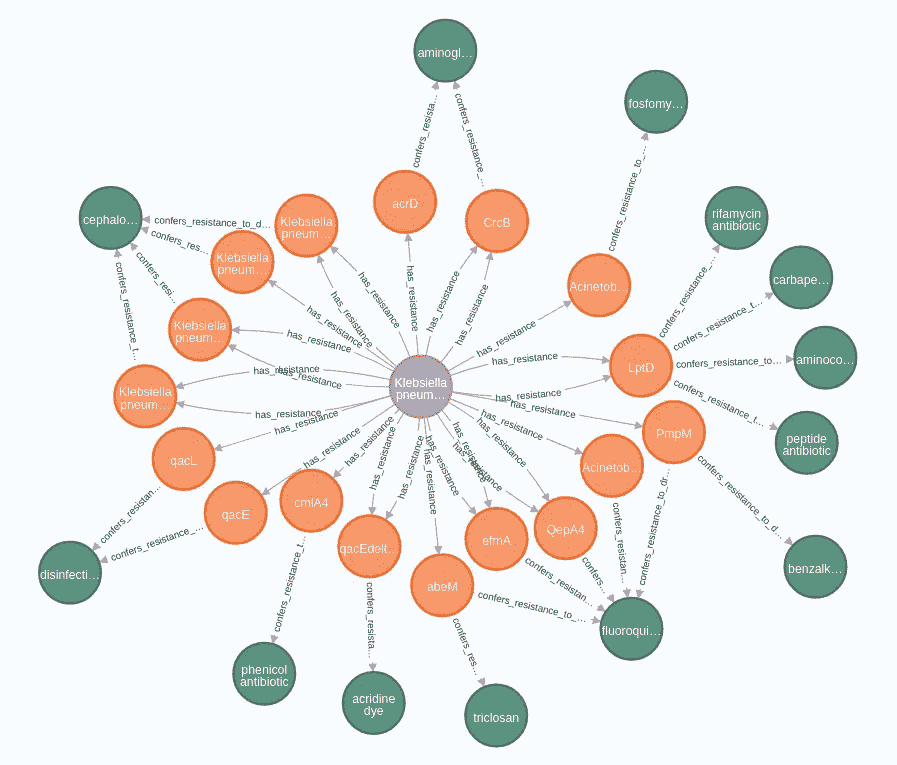 aminogl...
fosfomy...
confers_resista...
confers_resistance_...
confers_resistance_to_...
acrD
CrcB
rifamycin
antibiotic
cephalo...
confers_resistance_to_d...
Klebsiella
pneum...
confers_res...
Klebsiella
pneum...
has_resistance
has_resistance
has_resistance
has_resistance
has_resistance
Acinetob...
confers_resistance_...
carbape...
confers_resistance_t...
confers_resi...
Klebsiella
pneum...
has_resistance
has_resistance
has_resistance
has_resistance
confers_resistance_t...
LptD
confers_resistance_to_...
aminoco...
confers_resistance_t...
Klebsiella
pneum...
has_resistance
has_resistance
Klebsiella
pneum...
has_resistance
confers_resistance_t...
peptide
antibiotic
has_resistance
has_resistance
has_resistance
has_resistance
PmpM
qacL
has_resistance
has_resistance
has_resistance
has_resistance
has_resistance
has_resistance
has_resistance
has_resistance
Acinetob...
confers_resistance_to_d...
confers_resistan...
qacE
cmlA4
confers_resistance_to_dr...
confers_resistance_...
qacEdelt...
efmA
QepA4
confers_resistan...
disinfecti...
confers_resistance_t...
abeM
confers_resistan...
confers...
benzalk...
confers_resista...
confers_resistance_to_...
fluoroqui...
confers_res...
phenicol
antibiotic
acridine
dye
triclosan